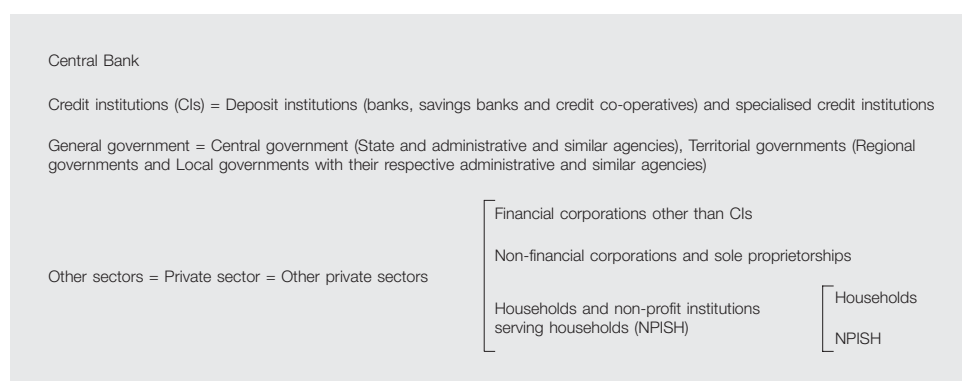 Central Bank
Credit institutions (CIs) = Deposit institutions (banks, savings banks and credit co-operatives) and specialised credit institutions
General government = Central government (State and administrative and similar agencies), Territorial governments (Regional
governments and Local governments with their respective administrative and similar agencies)
Other sectors = Private sector = Other private sectors
Financial corporations other than CIs
Non-financial corporations and sole proprietorships
Households and non-profit institutions
serving households (NPISH)
Households
NPISH